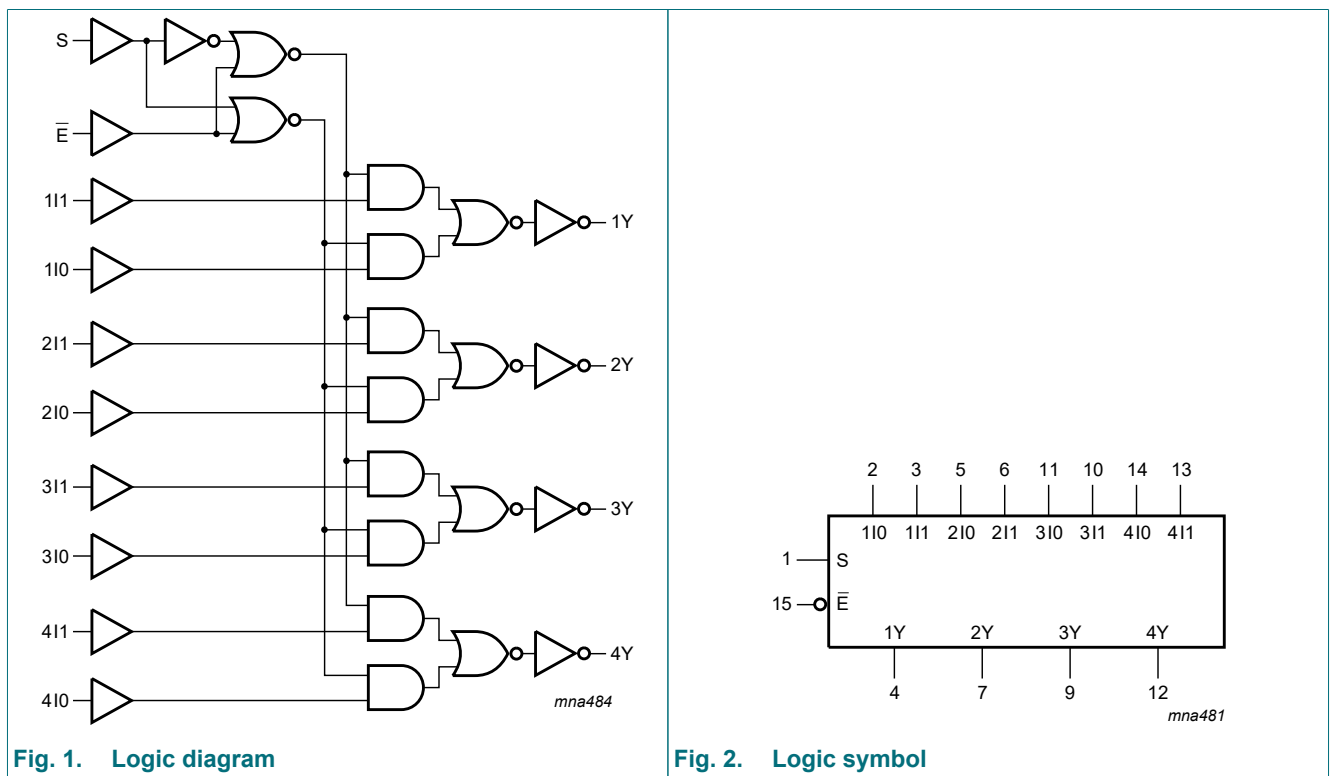 S
E̅
1I1
1I0
2I1
2I0
3I1
3I0
4I1
4I0
1Y
2Y
3Y
4Y
mna484
Fig. 1. Logic diagram
2 3 5 6 11 10 14 13
1I0 1I1 2I0 2I1 3I0 3I1 4I0 4I1
1 S
15 E̅
1Y 2Y 3Y 4Y
4 7 9 12
mna481
Fig. 2. Logic symbol